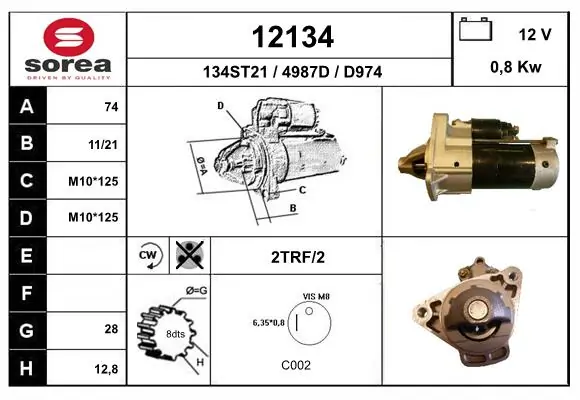 sorea
DRIVEN BY QUALITY
12134
134ST21 / 4987D / D974
12 V
0,8 Kw
A 74
B 11/21
C M10*125
D M10*125
E
F
G 28
H 12,8
D
Ø=A
C
B
CW
2TRF/2
Ø=G
8dts
H
VIS M8
6,35*0,8
C002